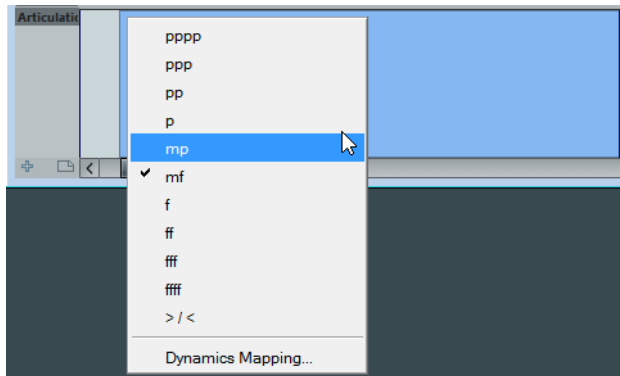 Articulatio
pppp
ppp
pp
p
mp
mf
f
ff
fff
ffff
> / <
Dynamics Mapping...